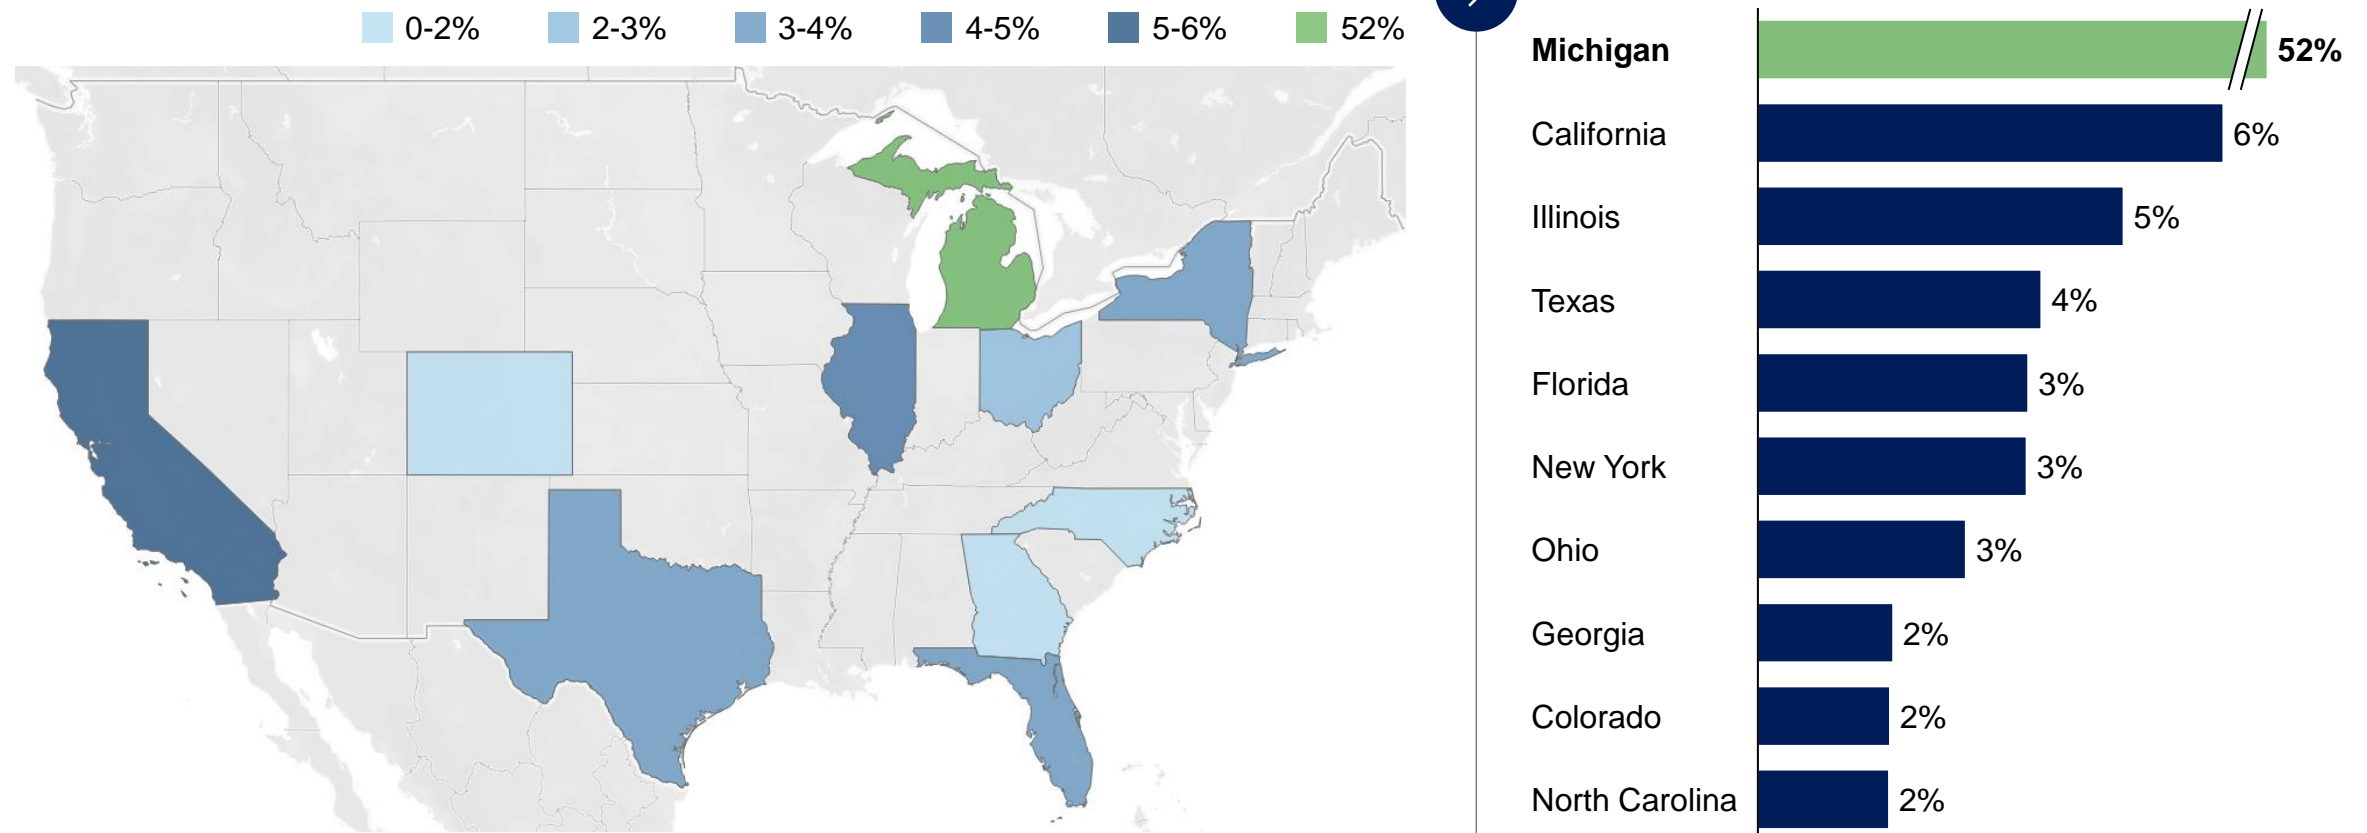 0-2%
2-3%
3-4%
4-5%
5-6%
52%
Michigan 52%
California 6%
Illinois 5%
Texas 4%
Florida 3%
New York 3%
Ohio 3%
Georgia 2%
Colorado 2%
North Carolina 2%